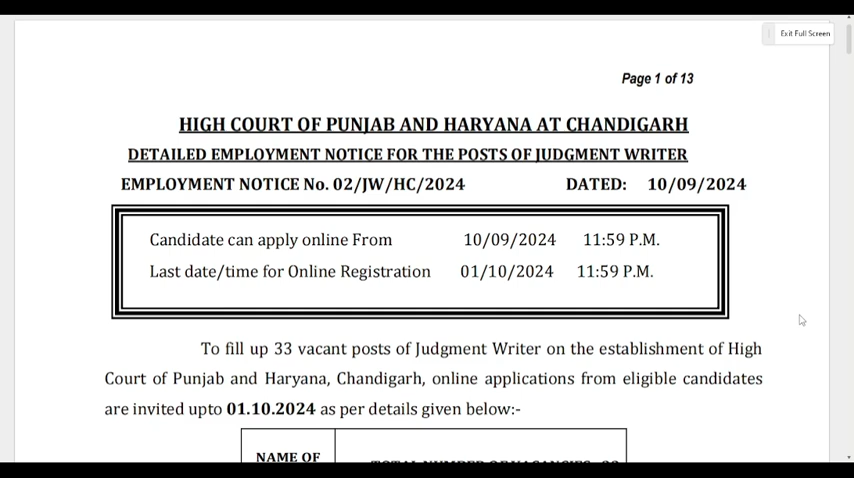 Exit Full Screen
Page 1 of 13
HIGH COURT OF PUNJAB AND HARYANA AT CHANDIGARH
DETAILED EMPLOYMENT NOTICE FOR THE POSTS OF JUDGMENT WRITER
EMPLOYMENT NOTICE No. 02/JW/HC/2024 DATED: 10/09/2024
Candidate can apply online From 10/09/2024 11:59 P.M.
Last date/time for Online Registration 01/10/2024 11:59 P.M.
To fill up 33 vacant posts of Judgment Writer on the establishment of High
Court of Punjab and Haryana, Chandigarh, online applications from eligible candidates
are invited upto 01.10.2024 as per details given below:-
NAME OF